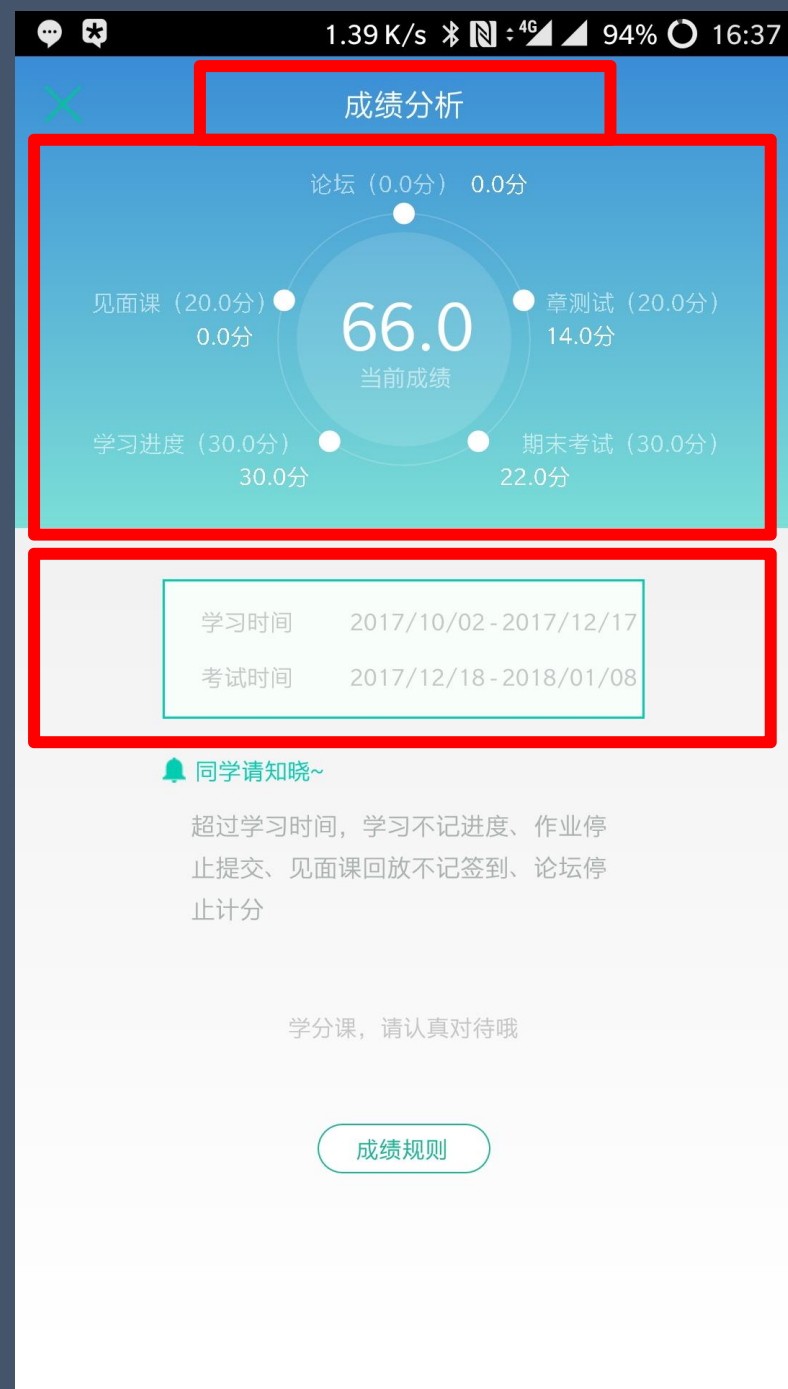 1.39 K/s 4G 94% 16:37
成绩分析
论坛（0.0分） 0.0分
见面课（20.0分）
0.0分
章测试（20.0分）
14.0分
66.0
当前成绩
学习进度（30.0分）
30.0分
期末考试（30.0分）
22.0分
学习时间 2017/10/02-2017/12/17
考试时间 2017/12/18-2018/01/08
同学请知晓~
超过学习时间，学习不记进度、作业停
止提交、见面课回放不记签到、论坛停
止计分
学分课，请认真对待哦
成绩规则